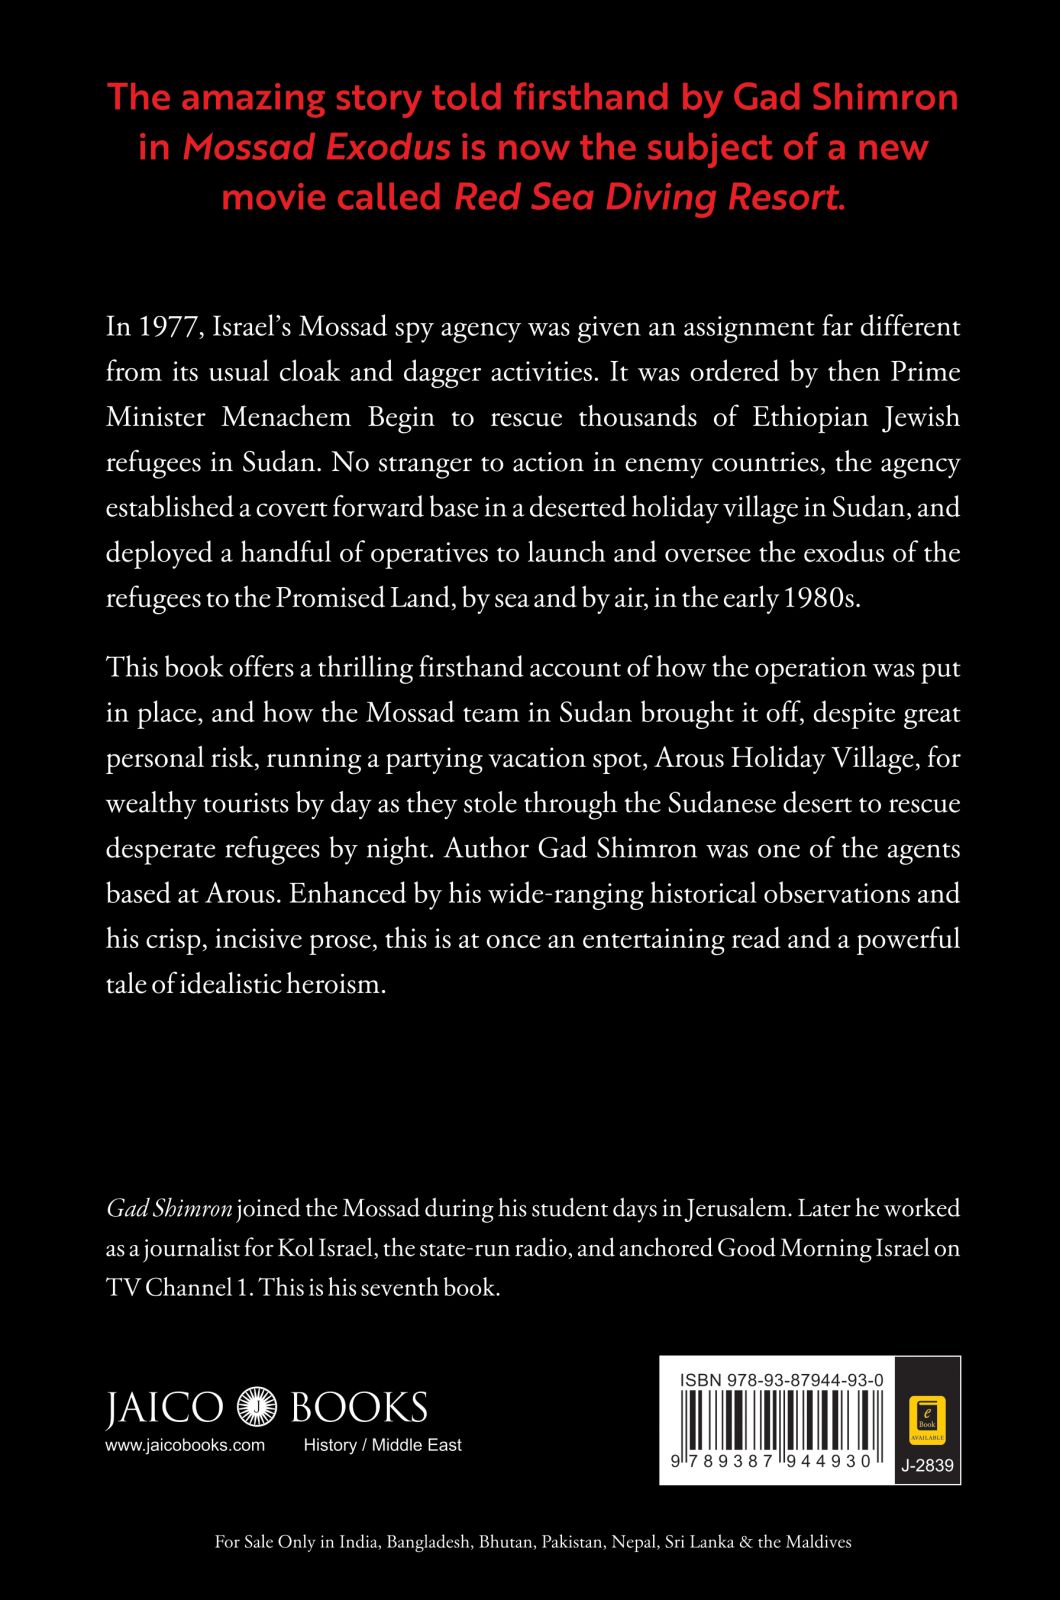 The amazing story told firsthand by Gad Shimron
in Mossad Exodus is now the subject of a new
movie called Red Sea Diving Resort.
In 1977, Israel’s Mossad spy agency was given an assignment far different
from its usual cloak and dagger activities. It was ordered by then Prime
Minister Menachem Begin to rescue thousands of Ethiopian Jewish
refugees in Sudan. No stranger to action in enemy countries, the agency
established a covert forward base in a deserted holiday village in Sudan, and
deployed a handful of operatives to launch and oversee the exodus of the
refugees to the Promised Land, by sea and by air, in the early 1980s.
This book offers a thrilling firsthand account of how the operation was put
in place, and how the Mossad team in Sudan brought it off, despite great
personal risk, running a partying vacation spot, Arous Holiday Village, for
wealthy tourists by day as they stole through the Sudanese desert to rescue
desperate refugees by night. Author Gad Shimron was one of the agents
based at Arous. Enhanced by his wide-ranging historical observations and
his crisp, incisive prose, this is at once an entertaining read and a powerful
tale of idealistic heroism.
Gad Shimron joined the Mossad during his student days in Jerusalem. Later he worked
as a journalist for Kol Israel, the state-run radio, and anchored Good Morning Israel on
TV Channel 1. This is his seventh book.
JAICO J BOOKS
www.jaicobooks.com History / Middle East
ISBN 978-93-87944-93-0
9 789387 944930
e
Book
AVAILABLE
J-2839
For Sale Only in India, Bangladesh, Bhutan, Pakistan, Nepal, Sri Lanka & the Maldives